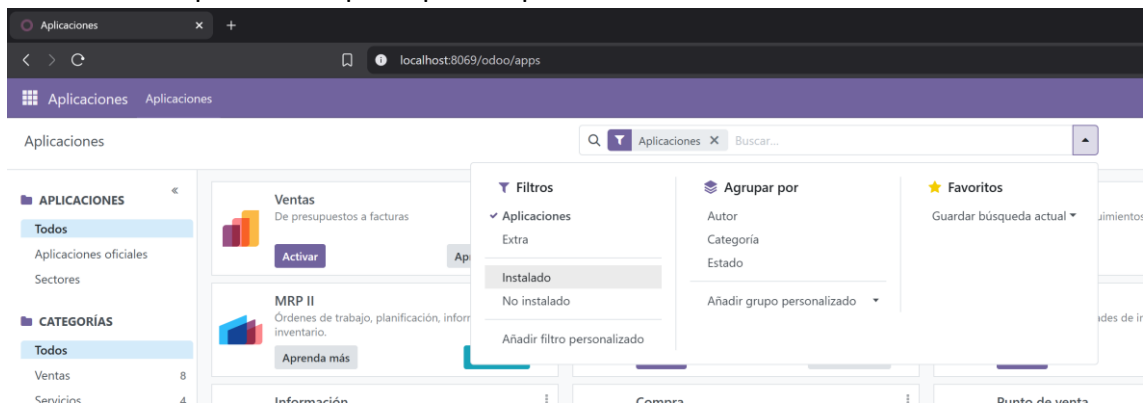 Aplicaciones
localhost:8069/odoo/apps
Aplicaciones Aplicaciones
Aplicaciones
Aplicaciones Buscar...
APLICACIONES
Todos
Aplicaciones oficiales
Sectores
CATEGORÍAS
Todos
Ventas 8
Servicios 4
Ventas
De presupuestos a facturas
Activar
MRP II
Órdenes de trabajo, planificación,
inventario.
Aprenda más
Información
Compra
Punto de venta
Filtros
Aplicaciones
Extra
Instalado
No instalado
Añadir filtro personalizado
Agrupar por
Autor
Categoría
Estado
Añadir grupo personalizado
Favoritos
Guardar búsqueda actual